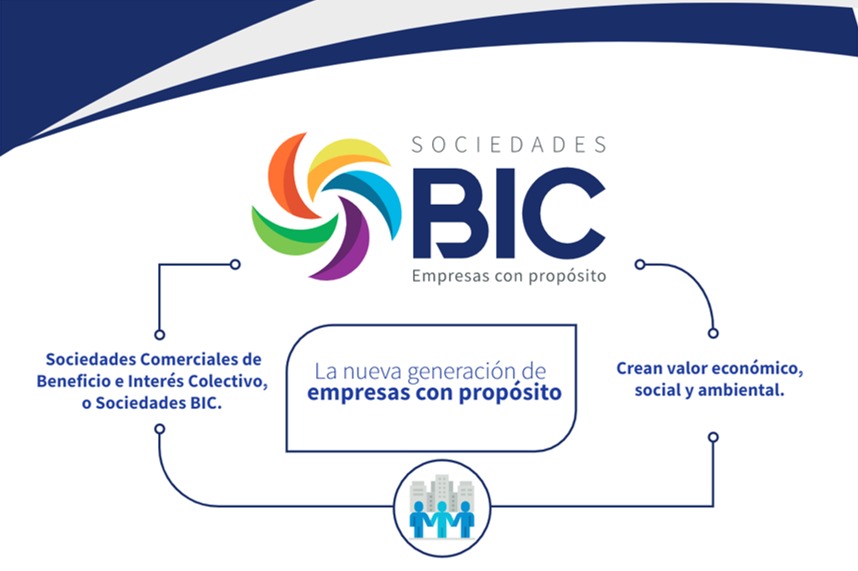 SOCIEDADES
BIC
Empresas con propósito
Sociedades Comerciales de
Beneficio e Interés Colectivo,
o Sociedades BIC.
La nueva generación de
empresas con propósito
Crean valor económico,
social y ambiental.